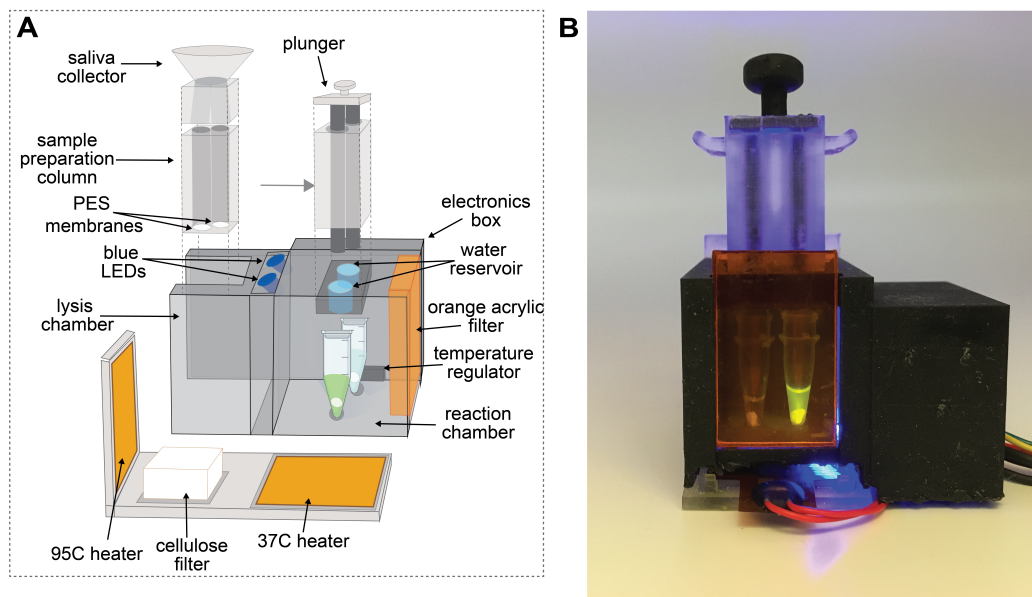 A
saliva
collector
plunger
sample
preparation
column
PES
membranes
blue
LEDs
lysis
chamber
electronics
box
water
reservoir
orange acrylic
filter
temperature
regulator
reaction
chamber
95C heater
cellulose
filter
37C heater
B